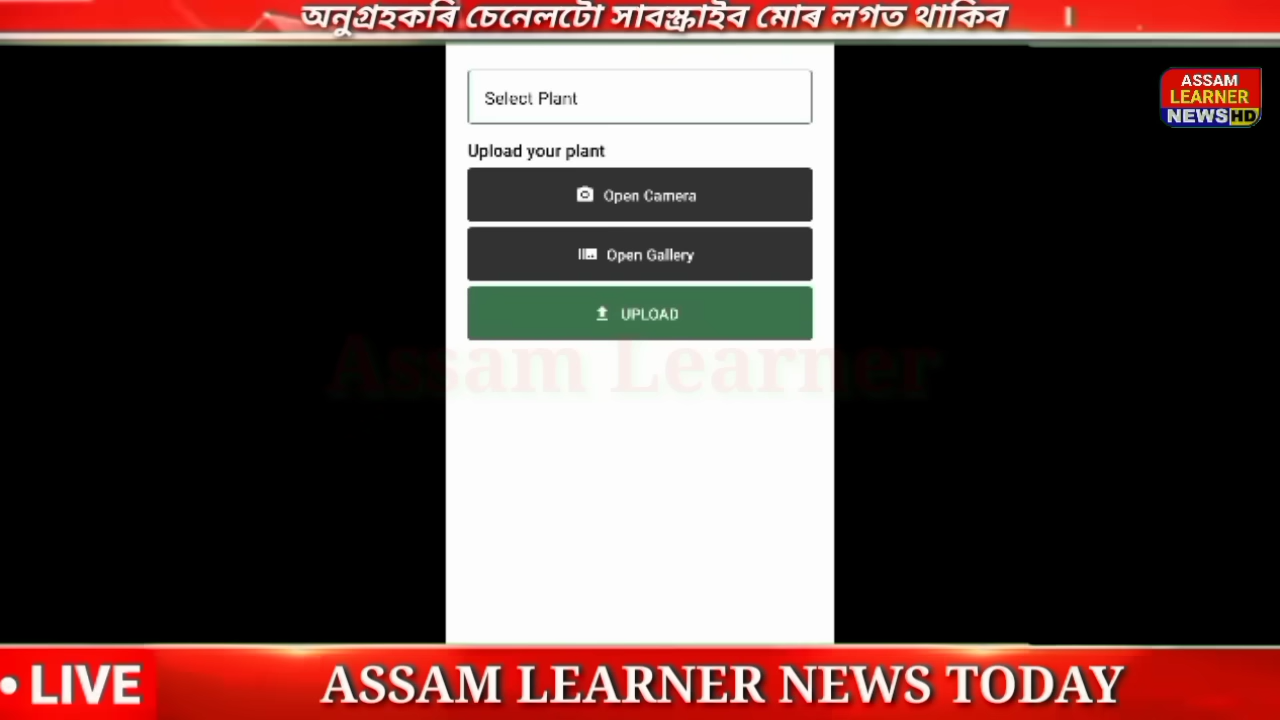 অনুগ্ৰহকৰি চেনেলটো সাবস্ক্ৰাইব মোৰ লগত থাকিব
ASSAM
LEARNER
NEWS HD
Select Plant
Upload your plant
Open Camera
Open Gallery
UPLOAD
Assam Learner
• LIVE
ASSAM LEARNER NEWS TODAY